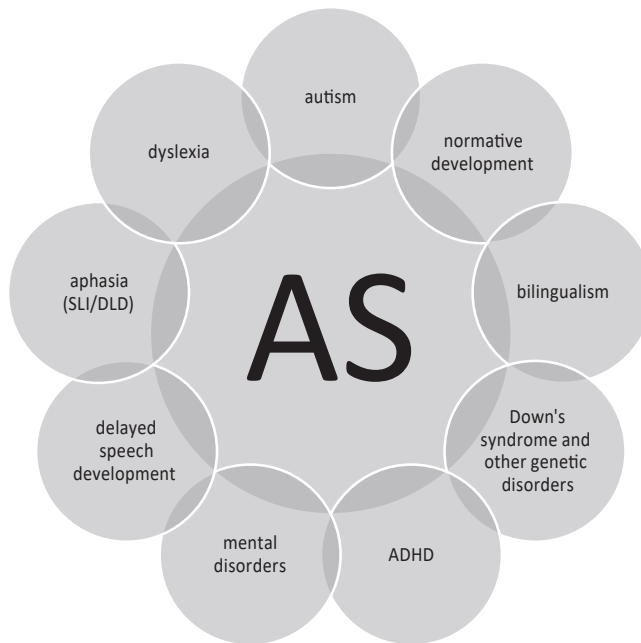 autism
normative
development
bilingualism
Down's
syndrome and
other genetic
disorders
ADHD
mental
disorders
delayed
speech
development
aphasia
(SLI/DLD)
dyslexia
AS